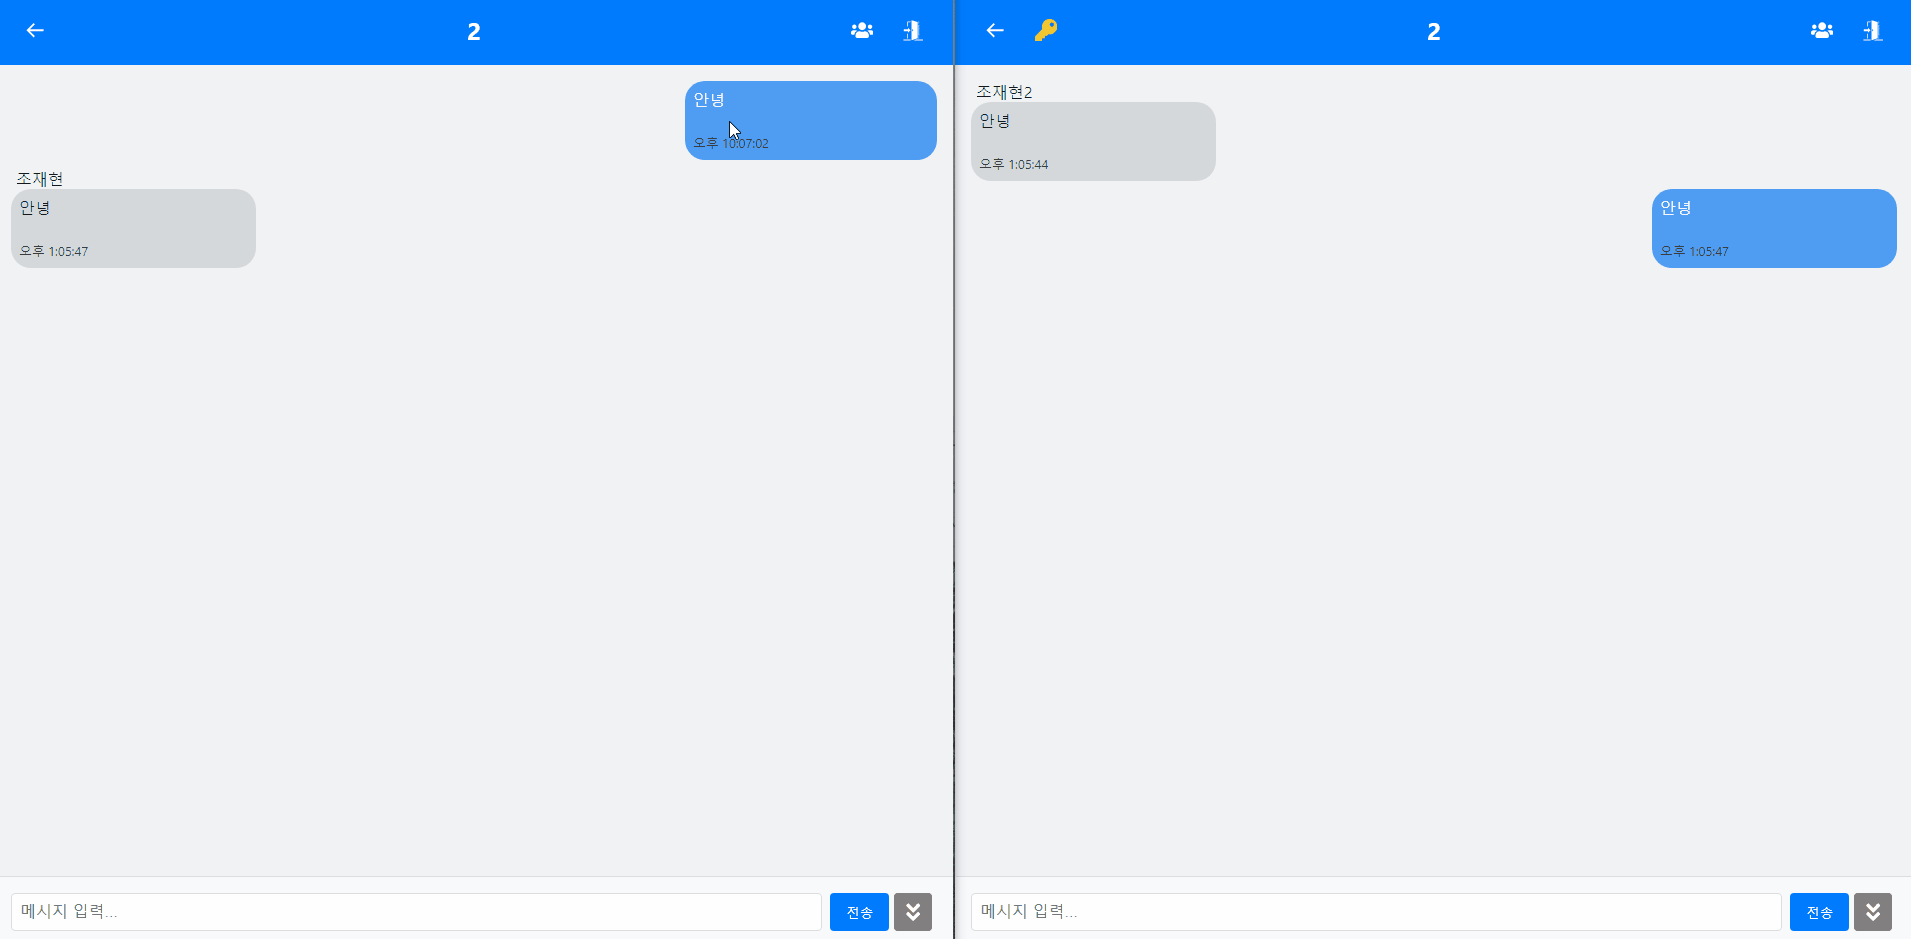 2
안녕
오후 10:07:02
조재현
안녕
오후 1:05:47
메시지 입력...
전송
2
조재현2
안녕
오후 1:05:44
안녕
오후 1:05:47
메시지 입력...
전송